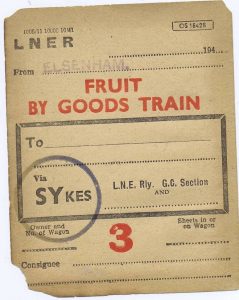 OS 18428
LNER
194
From ELSENHAM.
FRUIT
BY GOODS TRAIN
To
Via
SYKES
L.N.E. Rly. G.C. Section
AND
Owner and
No. of Wagon
3
Sheets in or
on Wagon
Consignee